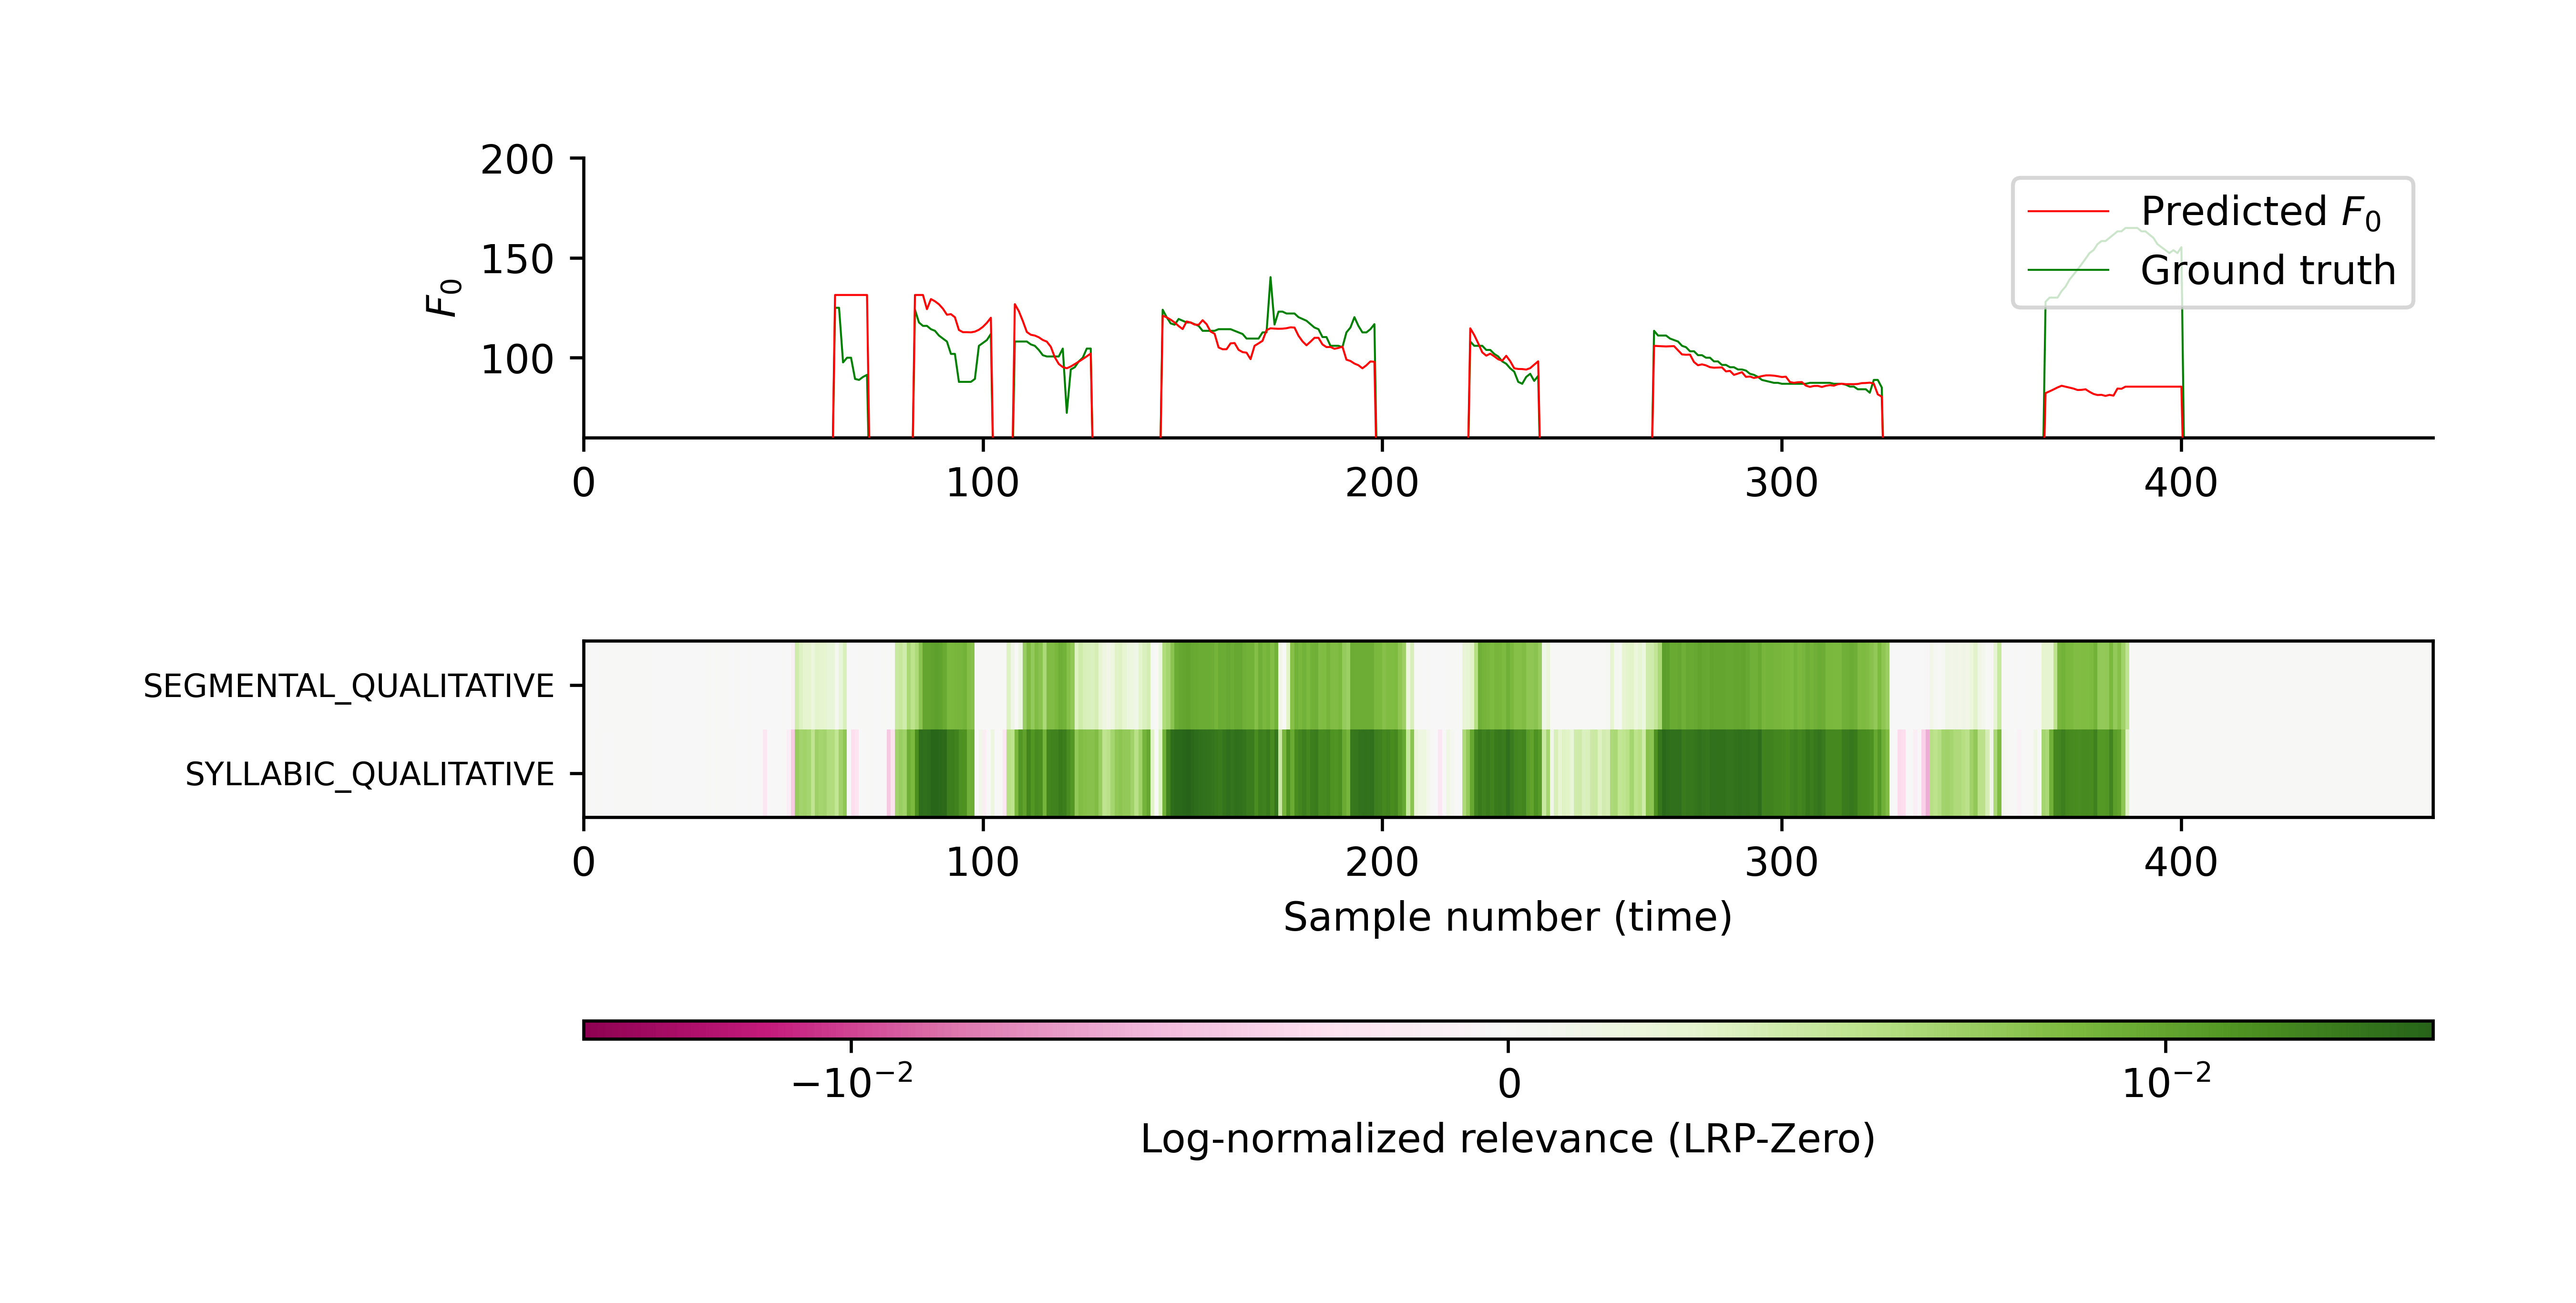 200
150
100
F₀
Predicted F₀
Ground truth
0 100 200 300 400
SEGMENTAL_QUALITATIVE
SYLLABIC_QUALITATIVE
0 100 200 300 400
Sample number (time)
−10⁻² 0 10⁻²
Log-normalized relevance (LRP-Zero)